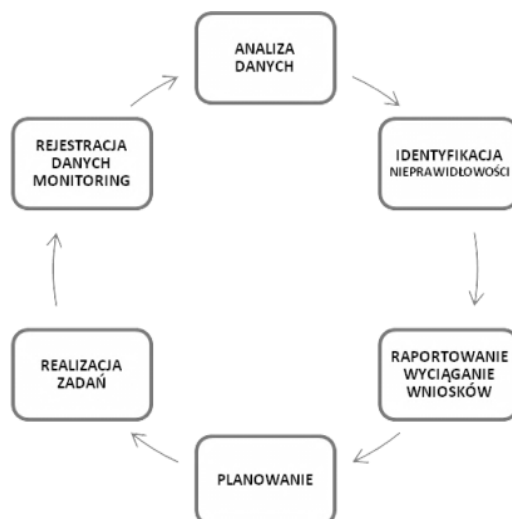 ANALIZA
DANYCH
IDENTYFIKACJA
NIEPRAWIDŁOWOŚCI
RAPORTOWANIE
WYCIĄGANIE
WNIOSKÓW
PLANOWANIE
REALIZACJA
ZADAŃ
REJESTRACJA
DANYCH
MONITORING